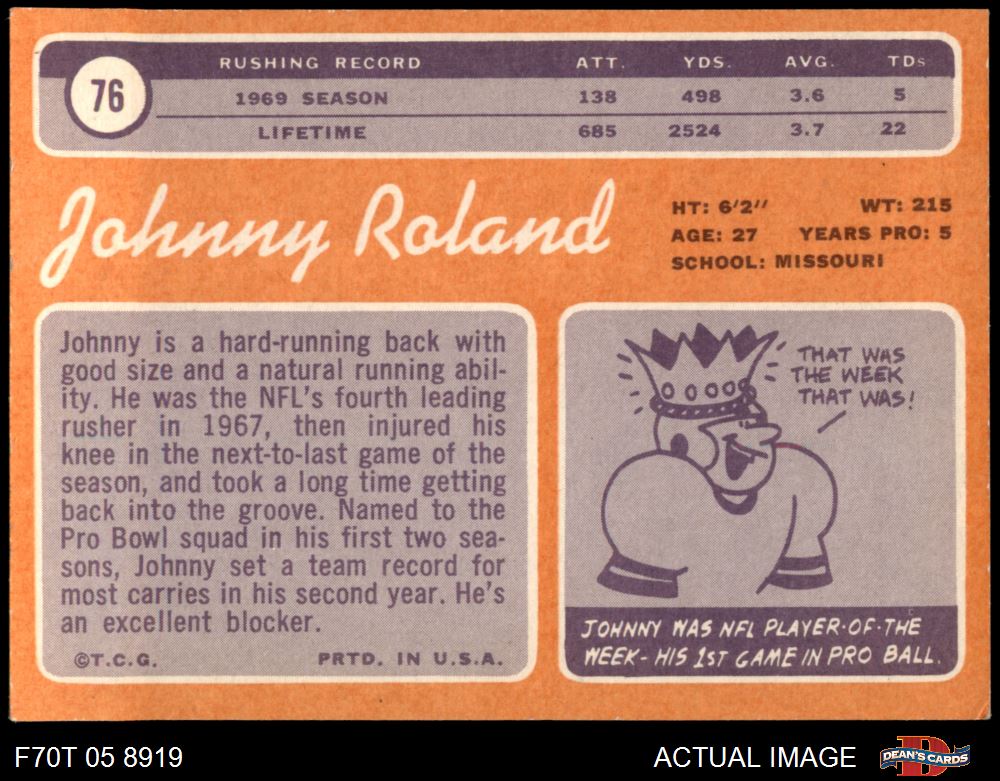 76
RUSHING RECORD ATT. YDS. AVG. TDs
1969 SEASON 138 498 3.6 5
LIFETIME 685 2524 3.7 22
Johnny Roland
HT: 6'2'' WT: 215
AGE: 27 YEARS PRO: 5
SCHOOL: MISSOURI
Johnny is a hard-running back with
good size and a natural running abil-
ity. He was the NFL's fourth leading
rusher in 1967, then injured his
knee in the next-to-last game of the
season, and took a long time getting
back into the groove. Named to the
Pro Bowl squad in his first two sea-
sons, Johnny set a team record for
most carries in his second year. He's
an excellent blocker.
©T.C.G. PRTD. IN U.S.A.
THAT WAS
THE WEEK
THAT WAS!
JOHNNY WAS NFL PLAYER-OF-THE
WEEK- HIS 1ST GAME IN PRO BALL.
F70T 05 8919
ACTUAL IMAGE
D
DEAN'S CARDS